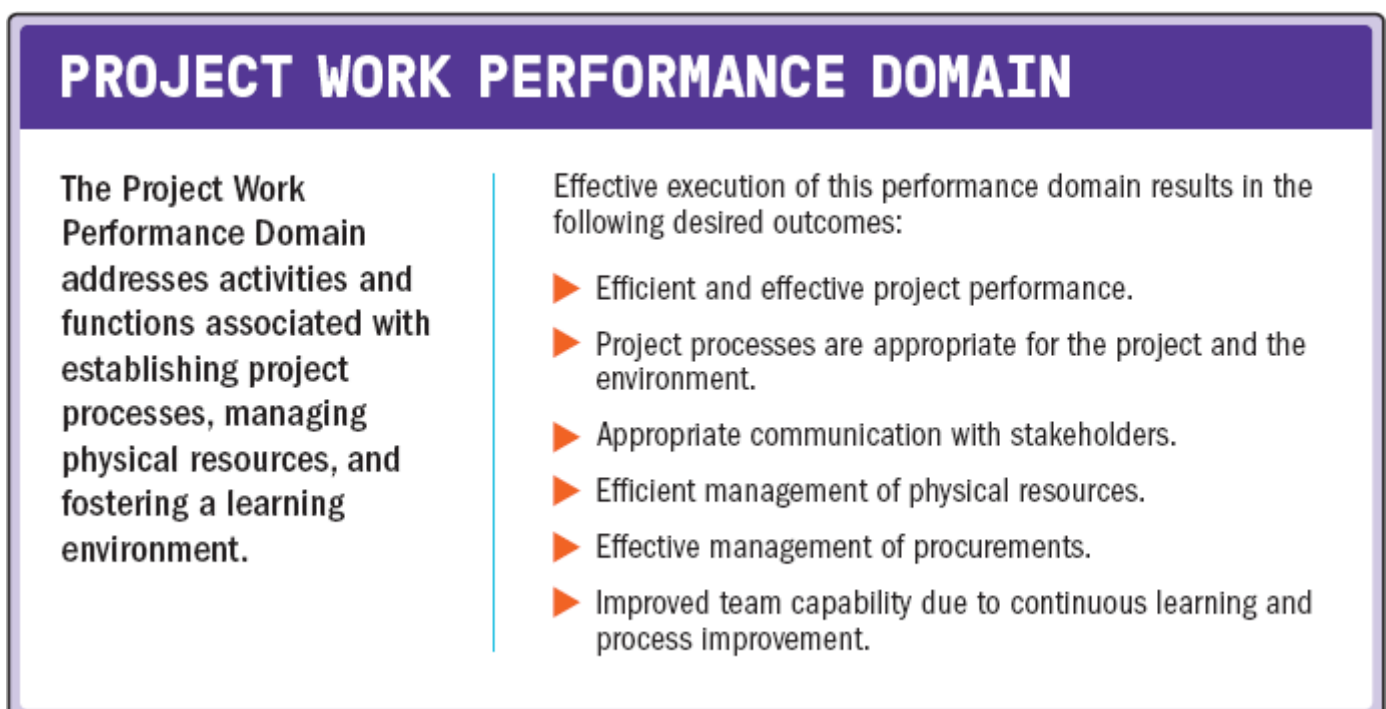 PROJECT WORK PERFORMANCE DOMAIN
The Project Work
Performance Domain
addresses activities and
functions associated with
establishing project
processes, managing
physical resources, and
fostering a learning
environment.
Effective execution of this performance domain results in the
following desired outcomes:
Efficient and effective project performance.
Project processes are appropriate for the project and the
environment.
Appropriate communication with stakeholders.
Efficient management of physical resources.
Effective management of procurements.
Improved team capability due to continuous learning and
process improvement.